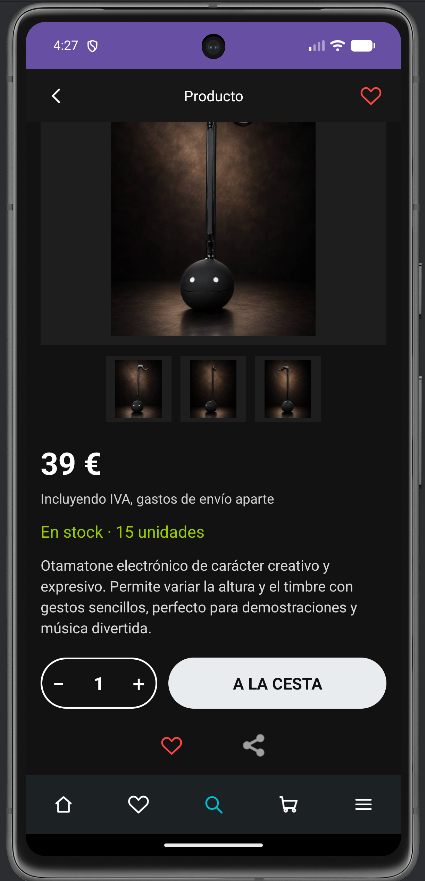 4:27
Producto
39 €
Incluyendo IVA, gastos de envío aparte
En stock · 15 unidades
Otamatone electrónico de carácter creativo y
expresivo. Permite variar la altura y el timbre con
gestos sencillos, perfecto para demostraciones y
música divertida.
− 1 +
A LA CESTA